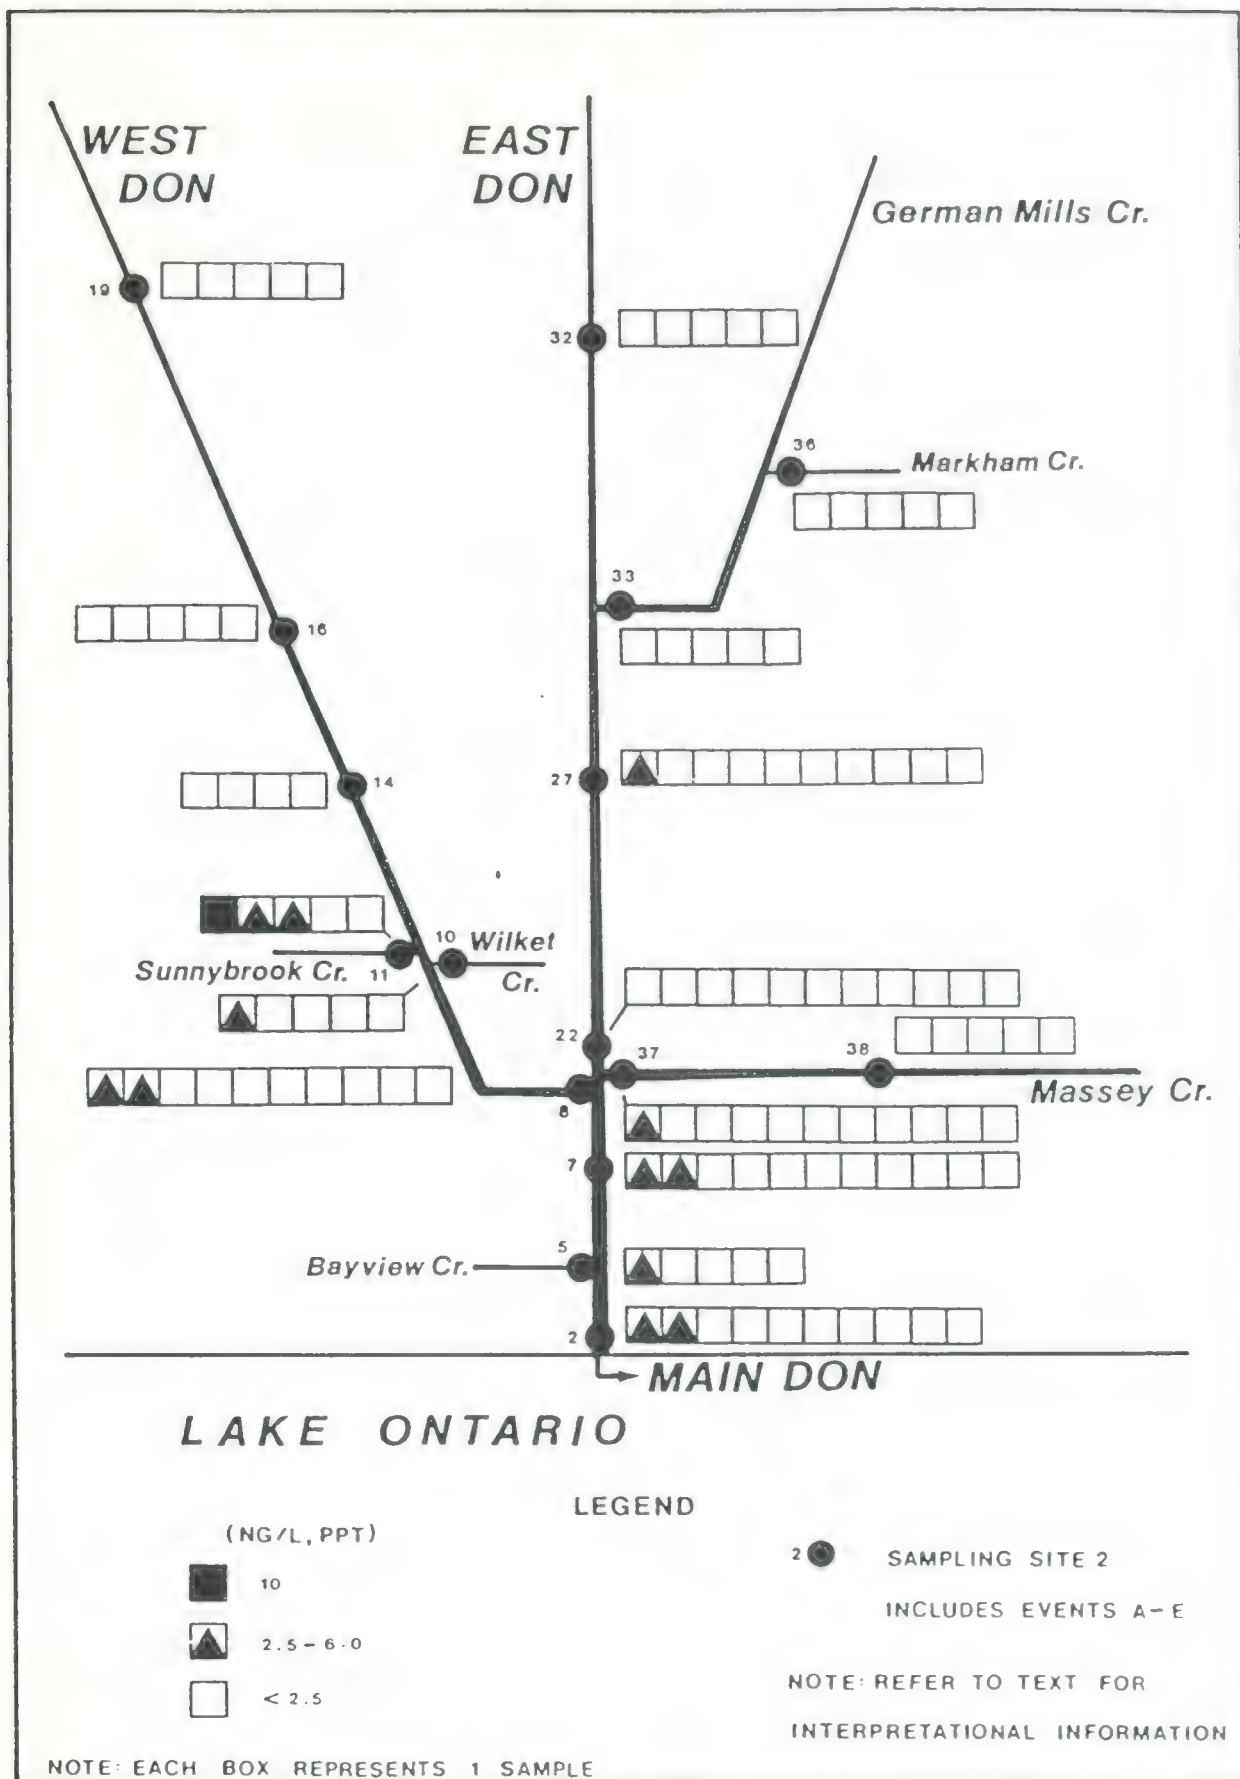 WEST
DON
EAST
DON
German Mills Cr.
19
32
36
Markham Cr.
33
16
27
14
10
Wilket
Cr.
Sunnybrook Cr.
11
22
37
38
Massey Cr.
8
7
5
Bayview Cr.
2
MAIN DON
LAKE ONTARIO
LEGEND
(NG/L, PPT)
10
2.5-6.0
< 2.5
2
SAMPLING SITE 2
INCLUDES EVENTS A-E
NOTE: REFER TO TEXT FOR
INTERPRETATIONAL INFORMATION
NOTE: EACH BOX REPRESENTS 1 SAMPLE